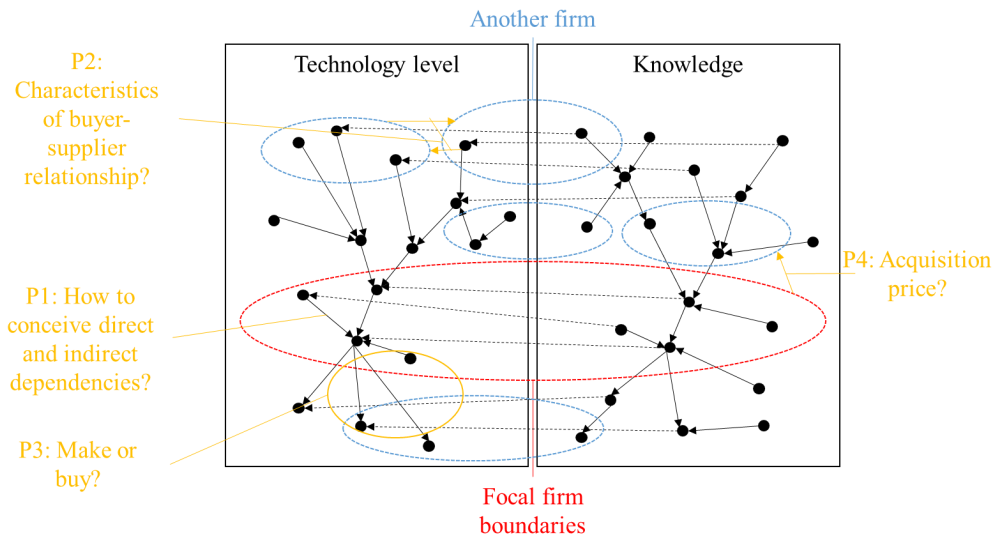 Another firm
Technology level
Knowledge
P2:
Characteristics
of buyer-
supplier
relationship?
P4: Acquisition
price?
P1: How to
conceive direct
and indirect
dependencies?
P3: Make or
buy?
Focal firm
boundaries